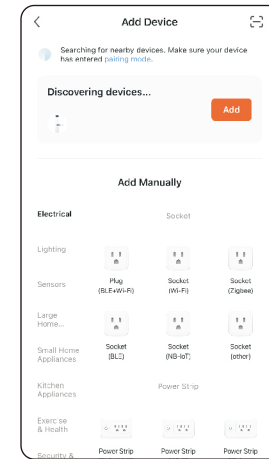 Add Device
Searching for nearby devices. Make sure your device
has entered pairing mode.
Discovering devices...
Add
Add Manually
Electrical
Socket
Lighting
Sensors
Plug
(BLE+Wi-Fi)
Socket
(Wi-Fi)
Socket
(Zigbee)
Large
Home...
Small Home
Appliances
Socket
(BLE)
Socket
(NB-IoT)
Socket
(other)
Kitchen
Appliances
Power Strip
Exercise
& Health
Security &
Power Strip
Power Strip
Power Strip